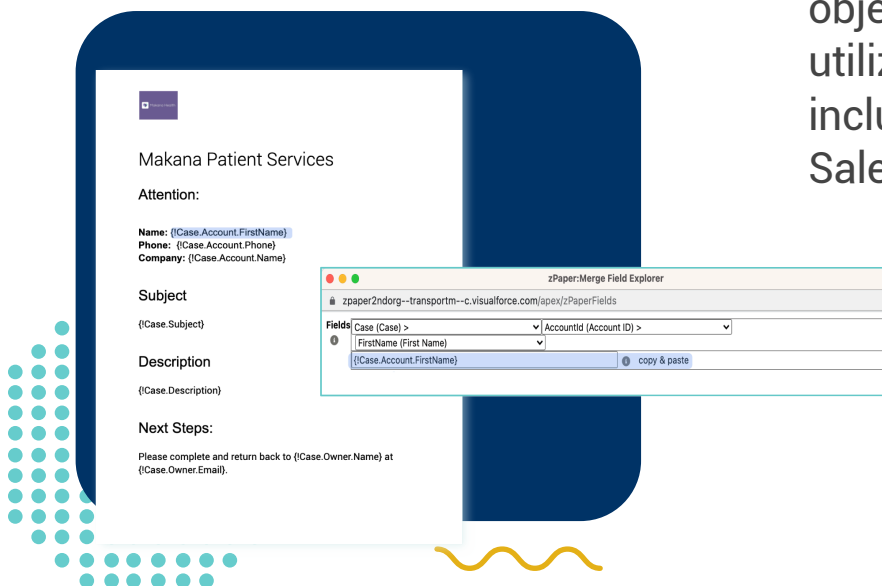 Makana Patient Services
Attention:
Name: {!Case.Account.FirstName}
Phone: {!Case.Account.Phone}
Company: {!Case.Account.Name}
Subject
{!Case.Subject}
Description
{!Case.Description}
Next Steps:
Please complete and return back to {!Case.Owner.Name} at
{!Case.Owner.Email}.
zPaper:Merge Field Explorer
zpaper2ndorg--transportm--c.visualforce.com/apex/zPaperFields
Fields Case (Case) > AccountId (Account ID) >
FirstName (First Name)
{!Case.Account.FirstName} copy & paste
obje
utiliz
inclu
Sale